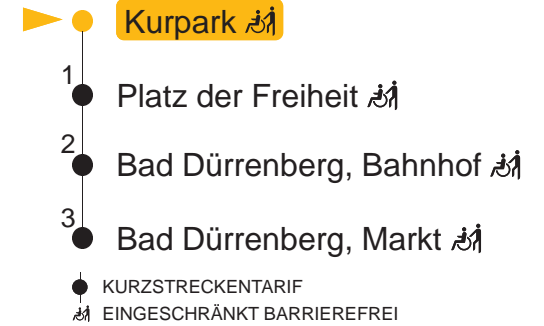 Kurpark
1
Platz der Freiheit
2
Bad Dürrenberg, Bahnhof
3
Bad Dürrenberg, Markt
KURZSTRECKENTARIF
EINGESCHRÄNKT BARRIEREFREI